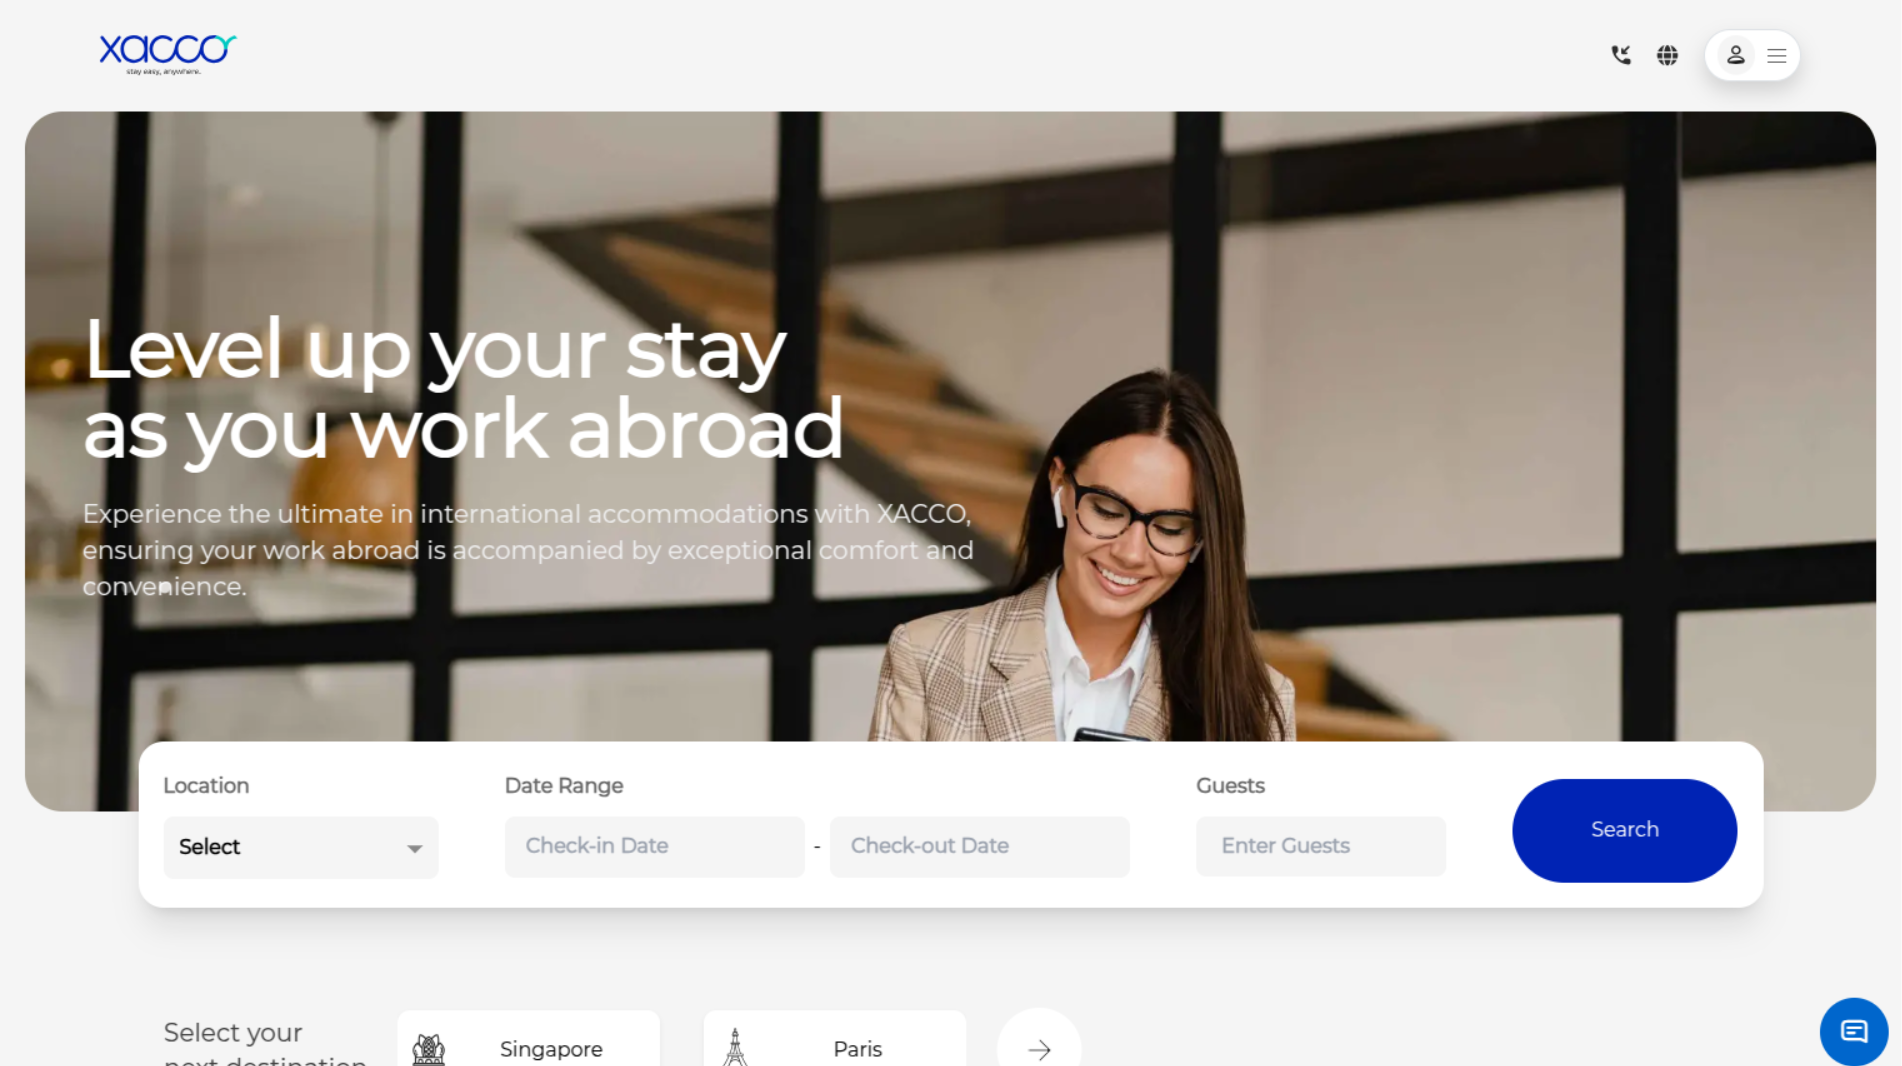 xacco
stay easy, anywhere.
Level up your stay
as you work abroad
Experience the ultimate in international accommodations with XACCO,
ensuring your work abroad is accompanied by exceptional comfort and
convenience.
Location
Date Range
Guests
Select
Check-in Date
-
Check-out Date
Enter Guests
Search
Select your
next destination
Singapore
Paris